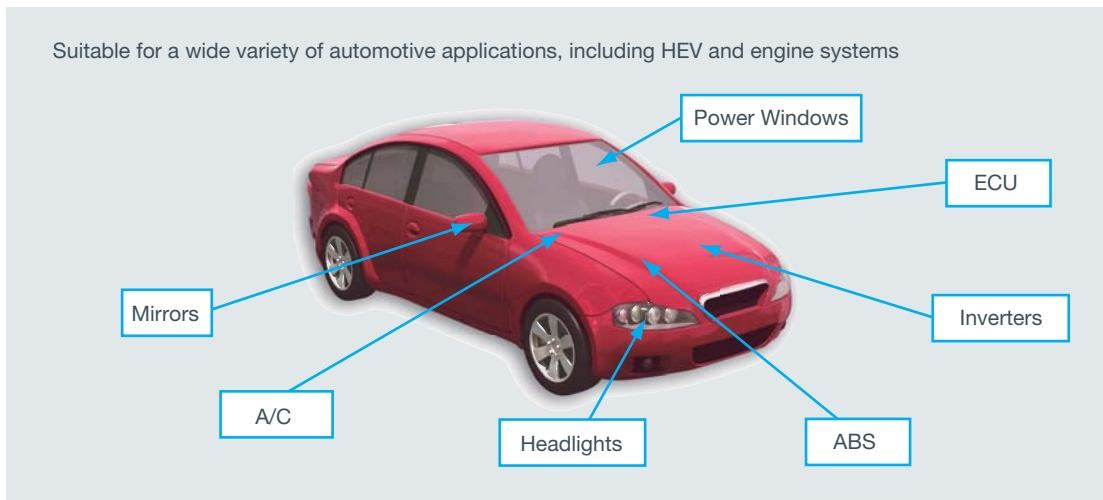 Suitable for a wide variety of automotive applications, including HEV and engine systems
Power Windows
ECU
Mirrors
Inverters
A/C
Headlights
ABS